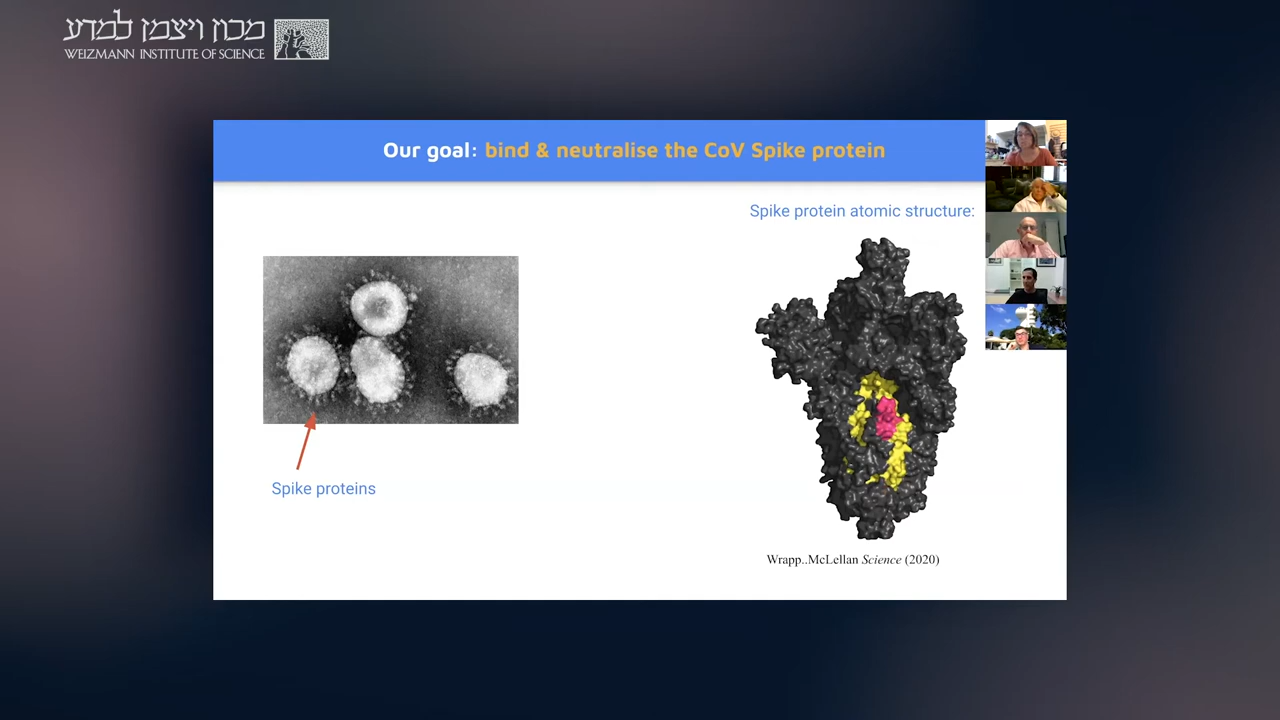 מכון ויצמן למדע
WEIZMANN INSTITUTE OF SCIENCE
Our goal: bind & neutralise the CoV Spike protein
Spike protein atomic structure:
Spike proteins
Wrapp..McLellan Science (2020)